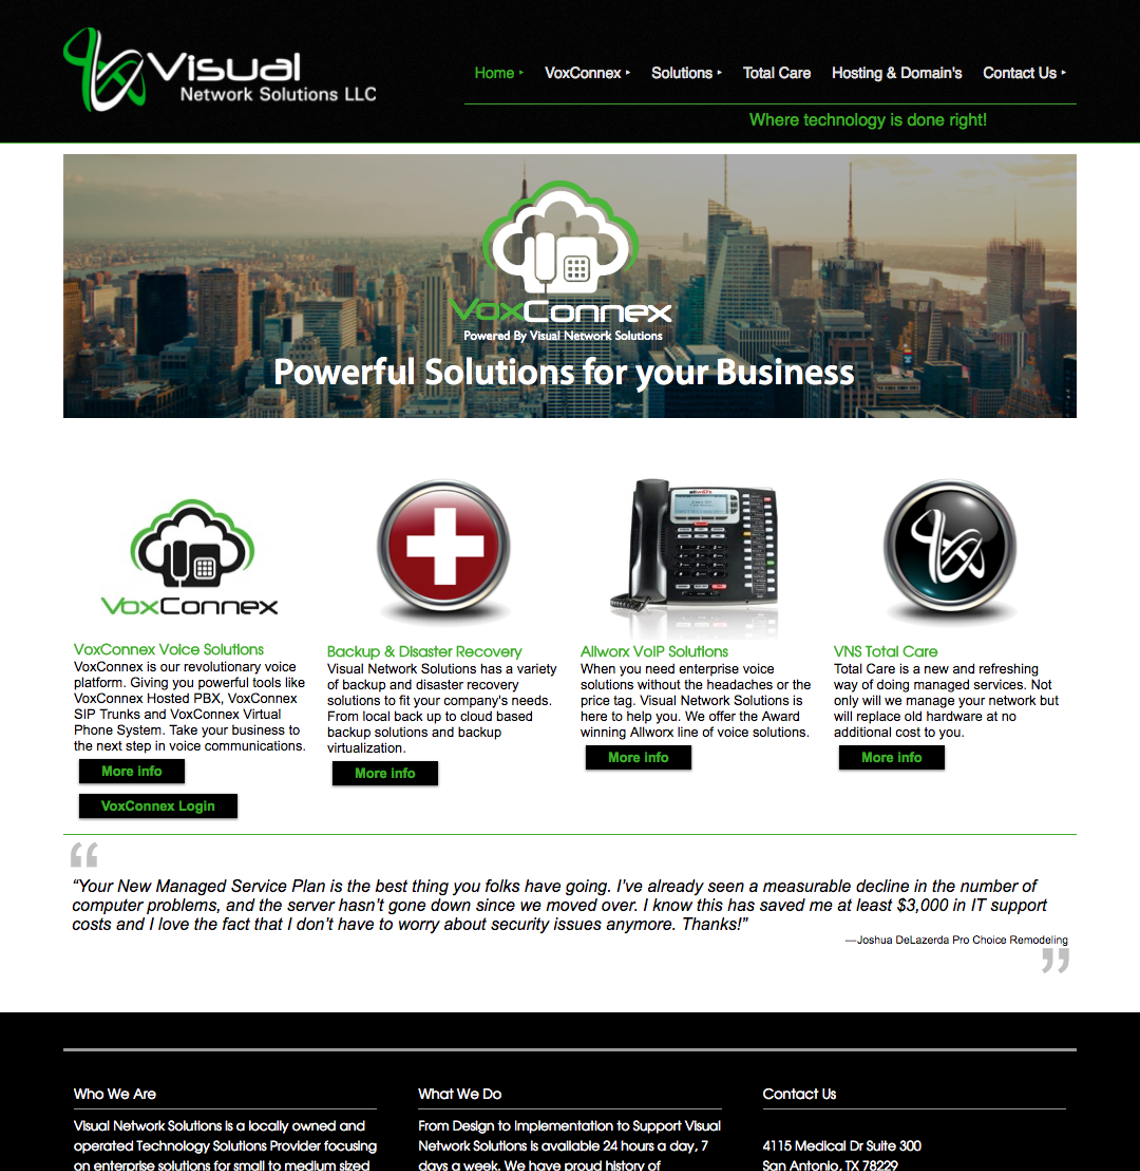 Visual
Network Solutions LLC
Home
VoxConnex
Solutions
Total Care
Hosting & Domain's
Contact Us
Where technology is done right!
VoxConnex
Powered By Visual Network Solutions
Powerful Solutions for your Business
VoxConnex
VoxConnex Voice Solutions
VoxConnex is our revolutionary voice
platform. Giving you powerful tools like
VoxConnex Hosted PBX, VoxConnex
SIP Trunks and VoxConnex Virtual
Phone System. Take your business to
the next step in voice communications.
More info
VoxConnex Login
Backup & Disaster Recovery
Visual Network Solutions has a variety
of backup and disaster recovery
solutions to fit your company's needs.
From local back up to cloud based
backup solutions and backup
virtualization.
More info
Allworx VoIP Solutions
When you need enterprise voice
solutions without the headaches or the
price tag. Visual Network Solutions is
here to help you. We offer the Award
winning Allworx line of voice solutions.
More info
VNS Total Care
Total Care is a new and refreshing
way of doing managed services. Not
only will we manage your network but
will replace old hardware at no
additional cost to you.
More info
“Your New Managed Service Plan is the best thing you folks have going. I’ve already seen a measurable decline in the number of
computer problems, and the server hasn’t gone down since we moved over. I know this has saved me at least $3,000 in IT support
costs and I love the fact that I don’t have to worry about security issues anymore. Thanks!”
—Joshua DeLazerda Pro Choice Remodeling
Who We Are
Visual Network Solutions is a locally owned and
operated Technology Solutions Provider focusing
on enterprise solutions for small to medium sized
What We Do
From Design to Implementation to Support Visual
Network Solutions is available 24 hours a day, 7
days a week. We have proud history of
Contact Us
4115 Medical Dr Suite 300
San Antonio, TX 78229